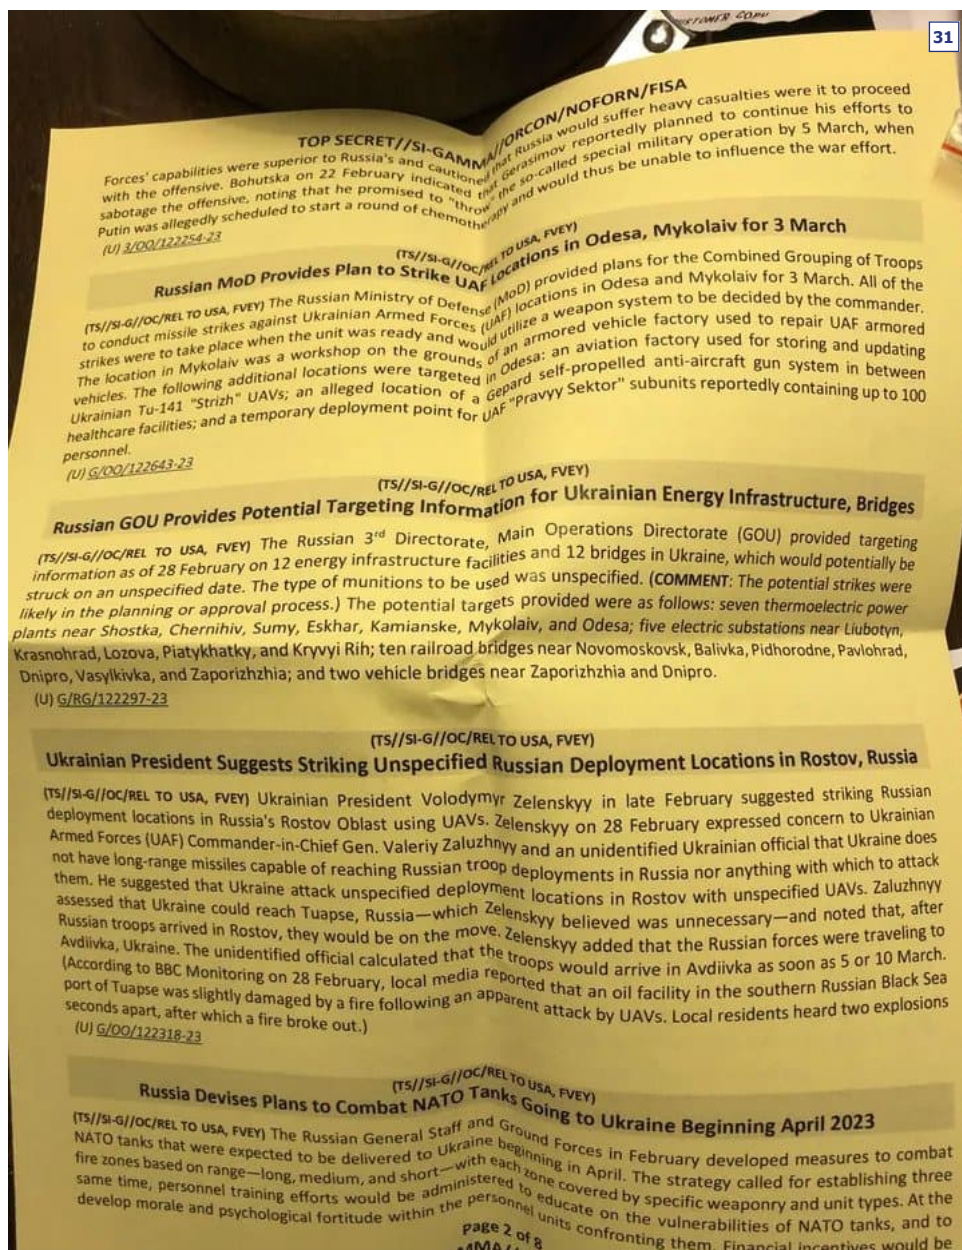 CUSTOMER COPY
31
TOP SECRET//SI-GAMMA//ORCON/NOFORN/FISA
Forces' capabilities were superior to Russia's and cautioned that Russia would suffer heavy casualties were it to proceed
with the offensive. Bohutska on 22 February indicated that Gerasimov reportedly planned to continue his efforts to
sabotage the offensive, noting that he promised to "throw" the so-called special military operation by 5 March, when
Putin was allegedly scheduled to start a round of chemotherapy and would thus be unable to influence the war effort.
(U) 3/OO/122254-23
(TS//SI-G//OC/REL TO USA, FVEY)
Russian MoD Provides Plan to Strike UAF Locations in Odesa, Mykolaiv for 3 March
(TS//SI-G//OC/REL TO USA, FVEY) The Russian Ministry of Defense (MoD) provided plans for the Combined Grouping of Troops
to conduct missile strikes against Ukrainian Armed Forces (UAF) locations in Odesa and Mykolaiv for 3 March. All of the
strikes were to take place when the unit was ready and would utilize a weapon system to be decided by the commander.
The location in Mykolaiv was a workshop on the grounds of an armored vehicle factory used to repair UAF armored
vehicles. The following additional locations were targeted in Odesa: an aviation factory used for storing and updating
Ukrainian Tu-141 "Strizh" UAVs; an alleged location of a Gepard self-propelled anti-aircraft gun system in between
healthcare facilities; and a temporary deployment point for UAF "Pravyy Sektor" subunits reportedly containing up to 100
personnel.
(U) G/OO/122643-23
(TS//SI-G//OC/REL TO USA, FVEY)
Russian GOU Provides Potential Targeting Information for Ukrainian Energy Infrastructure, Bridges
(TS//SI-G//OC/REL TO USA, FVEY) The Russian 3rd Directorate, Main Operations Directorate (GOU) provided targeting
information as of 28 February on 12 energy infrastructure facilities and 12 bridges in Ukraine, which would potentially be
struck on an unspecified date. The type of munitions to be used was unspecified. (COMMENT: The potential strikes were
likely in the planning or approval process.) The potential targets provided were as follows: seven thermoelectric power
plants near Shostka, Chernihiv, Sumy, Eskhar, Kamianske, Mykolaiv, and Odesa; five electric substations near Liubotyn,
Krasnohrad, Lozova, Piatykhatky, and Kryvyi Rih; ten railroad bridges near Novomoskovsk, Balivka, Pidhorodne, Pavlohrad,
Dnipro, Vasylkivka, and Zaporizhzhia; and two vehicle bridges near Zaporizhzhia and Dnipro.
(U) G/RG/122297-23
(TS//SI-G//OC/REL TO USA, FVEY)
Ukrainian President Suggests Striking Unspecified Russian Deployment Locations in Rostov, Russia
(TS//SI-G//OC/REL TO USA, FVEY) Ukrainian President Volodymyr Zelenskyy in late February suggested striking Russian
deployment locations in Russia's Rostov Oblast using UAVs. Zelenskyy on 28 February expressed concern to Ukrainian
Armed Forces (UAF) Commander-in-Chief Gen. Valeriy Zaluzhnyy and an unidentified Ukrainian official that Ukraine does
not have long-range missiles capable of reaching Russian troop deployments in Russia nor anything with which to attack
them. He suggested that Ukraine attack unspecified deployment locations in Rostov with unspecified UAVs. Zaluzhnyy
assessed that Ukraine could reach Tuapse, Russia—which Zelenskyy believed was unnecessary—and noted that, after
Russian troops arrived in Rostov, they would be on the move. Zelenskyy added that the Russian forces were traveling to
Avdiivka, Ukraine. The unidentified official calculated that the troops would arrive in Avdiivka as soon as 5 or 10 March.
(According to BBC Monitoring on 28 February, local media reported that an oil facility in the southern Russian Black Sea
port of Tuapse was slightly damaged by a fire following an apparent attack by UAVs. Local residents heard two explosions
seconds apart, after which a fire broke out.)
(U) G/OO/122318-23
(TS//SI-G//OC/REL TO USA, FVEY)
Russia Devises Plans to Combat NATO Tanks Going to Ukraine Beginning April 2023
(TS//SI-G//OC/REL TO USA, FVEY) The Russian General Staff and Ground Forces in February developed measures to combat
NATO tanks that were expected to be delivered to Ukraine beginning in April. The strategy called for establishing three
fire zones based on range—long, medium, and short—with each zone covered by specific weaponry and unit types. At the
same time, personnel training efforts would be administered to educate on the vulnerabilities of NATO tanks, and to
develop morale and psychological fortitude within the personnel units confronting them. Financial incentives would be
Page 2 of 8